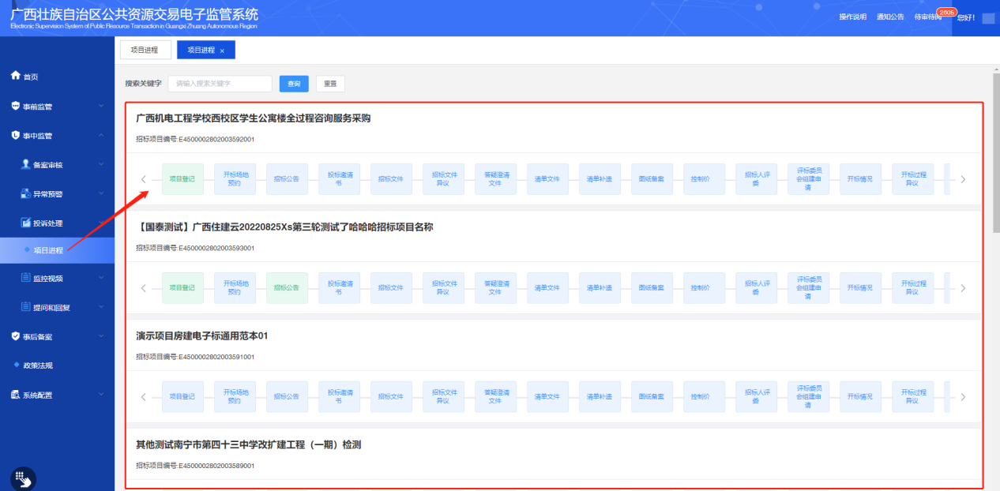 广西壮族自治区公共资源交易电子监管系统
Electronic Supervision System of Public Resource Transaction in Guangxi Zhuang Autonomous Region
操作说明 通知公告 待审待阅 2605 您好！
项目进程 项目进程 ×
首页
事前监管
事中监管
备案审核
异常预警
投诉处理
项目进程
监控视频
提问和回复
事后备案
政策法规
系统配置
搜索关键字 请输入搜索关键字 查询 重置
广西机电工程学校西校区学生公寓楼全过程咨询服务采购
招标项目编号:E4500002802003592001
项目登记 开标场地预约 招标公告 投标邀请书 招标文件 招标文件异议 答疑澄清文件 清单文件 清单补遗 图纸备案 控制价 招标人评委 评标委员会组建申请 开标情况 开标过程异议
【国泰测试】广西住建云20220825Xs第三轮测试了哈哈哈招标项目名称
招标项目编号:E4500002802003593001
项目登记 开标场地预约 招标公告 投标邀请书 招标文件 招标文件异议 答疑澄清文件 清单文件 清单补遗 图纸备案 控制价 招标人评委 评标委员会组建申请 开标情况 开标过程异议
演示项目房建电子标通用范本01
招标项目编号:E4500002802003591001
项目登记 开标场地预约 招标公告 投标邀请书 招标文件 招标文件异议 答疑澄清文件 清单文件 清单补遗 图纸备案 控制价 招标人评委 评标委员会组建申请 开标情况 开标过程异议
其他测试南宁市第四十三中学改扩建工程（一期）检测
招标项目编号:E4500002802003589001